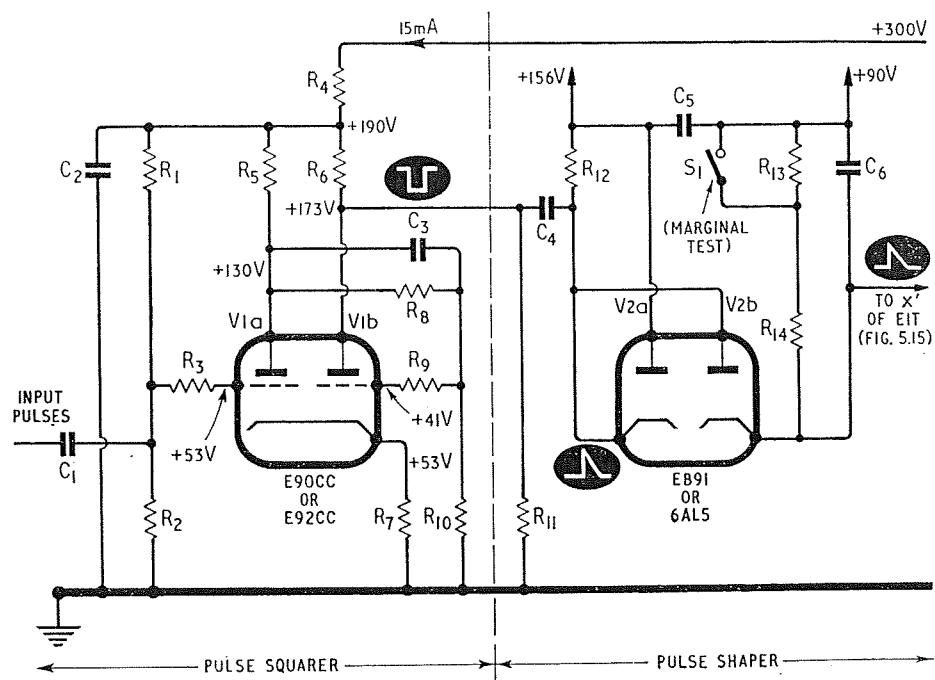 15mA
+300V
R4
+156V
+90V
C5
+190V
C2
R1
R5
R6
R12
S1
R13
C6
+173V
(MARGINAL
TEST)
C3
C4
+130V
R8
TO x'
OF EIT
(FIG. 5.15)
V1a
V1b
V2a
V2b
R14
R3
R9
INPUT
PULSES
+41V
+53V
+53V
C1
E90CC
OR
E92CC
EB91
OR
6AL5
R2
R7
R10
R11
PULSE SQUARER
PULSE SHAPER